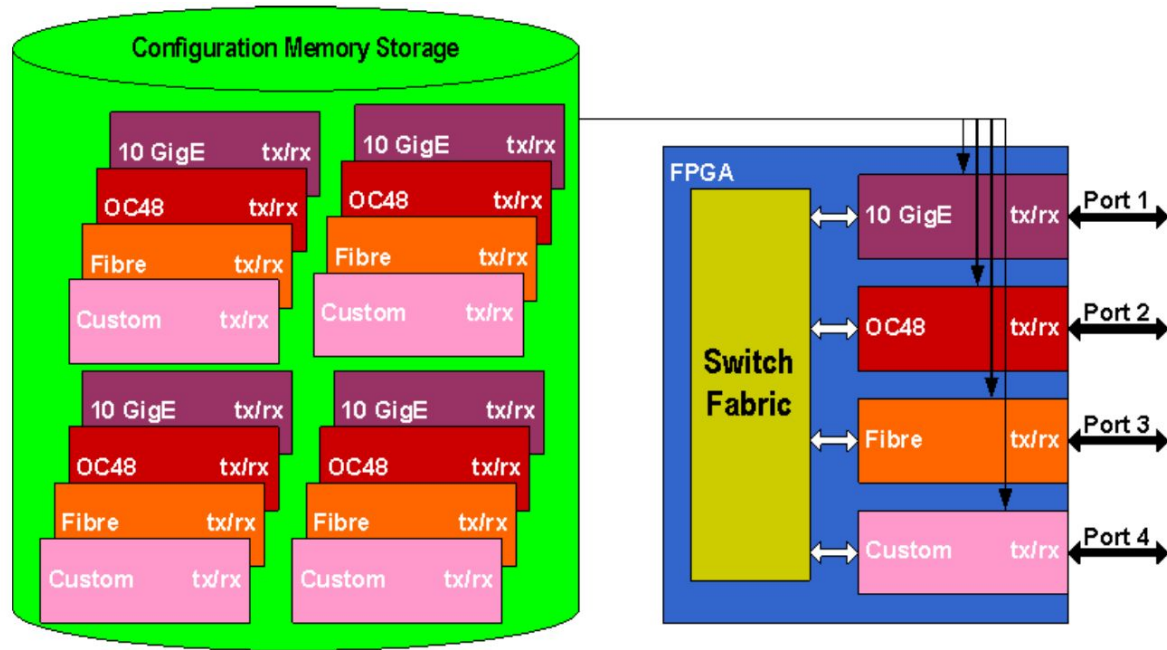 Configuration Memory Storage
10 GigE tx/rx
OC48 tx/rx
Fibre tx/rx
Custom tx/rx
10 GigE tx/rx
OC48 tx/rx
Fibre tx/rx
Custom tx/rx
10 GigE tx/rx
OC48 tx/rx
Fibre tx/rx
Custom tx/rx
10 GigE tx/rx
OC48 tx/rx
Fibre tx/rx
Custom tx/rx
FPGA
Switch
Fabric
10 GigE tx/rx
Port 1
OC48 tx/rx
Port 2
Fibre tx/rx
Port 3
Custom tx/rx
Port 4